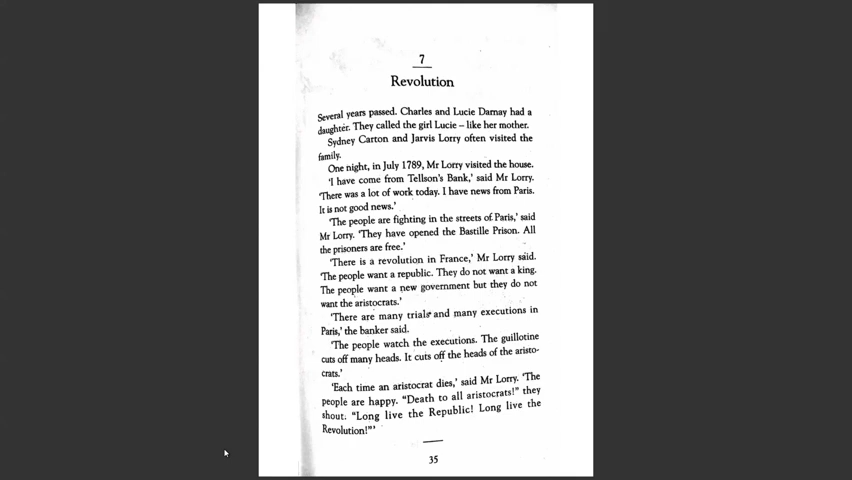 7
Revolution
Several years passed. Charles and Lucie Darnay had a
daughter. They called the girl Lucie – like her mother.
Sydney Carton and Jarvis Lorry often visited the
family.
One night, in July 1789, Mr Lorry visited the house.
'I have come from Tellson's Bank,' said Mr Lorry.
'There was a lot of work today. I have news from Paris.
It is not good news.'
'The people are fighting in the streets of Paris,' said
Mr Lorry. 'They have opened the Bastille Prison. All
the prisoners are free.'
'There is a revolution in France,' Mr Lorry said.
'The people want a republic. They do not want a king.
The people want a new government but they do not
want the aristocrats.'
'There are many trials and many executions in
Paris,' the banker said.
'The people watch the executions. The guillotine
cuts off many heads. It cuts off the heads of the aristo-
crats.'
'Each time an aristocrat dies,' said Mr Lorry. 'The
people are happy. "Death to all aristocrats!" they
shout. "Long live the Republic! Long live the
Revolution!"'
35